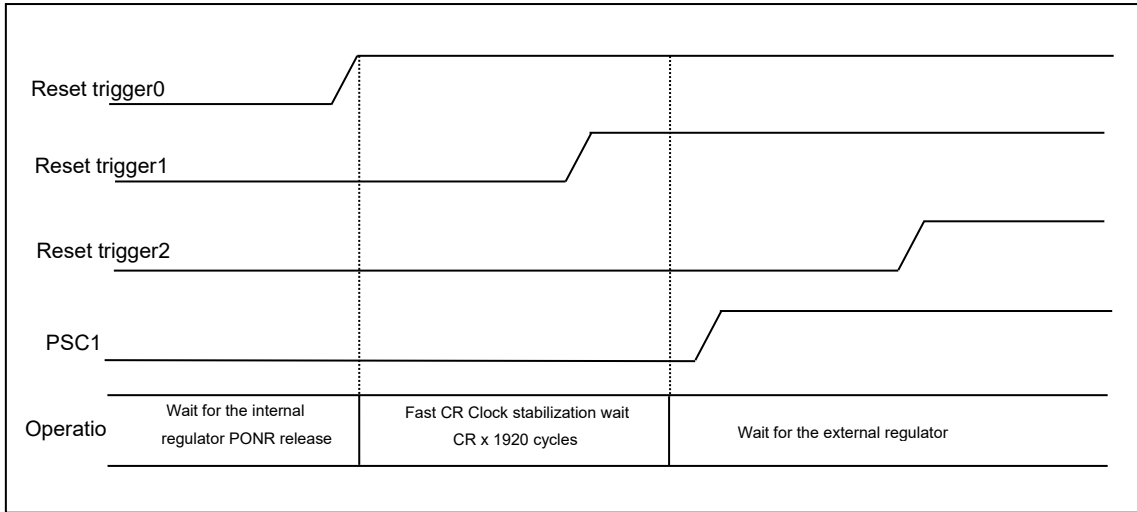 Reset trigger0
Reset trigger1
Reset trigger2
PSC1
Operatio
Wait for the internal
regulator PONR release
Fast CR Clock stabilization wait
CR x 1920 cycles
Wait for the external regulator